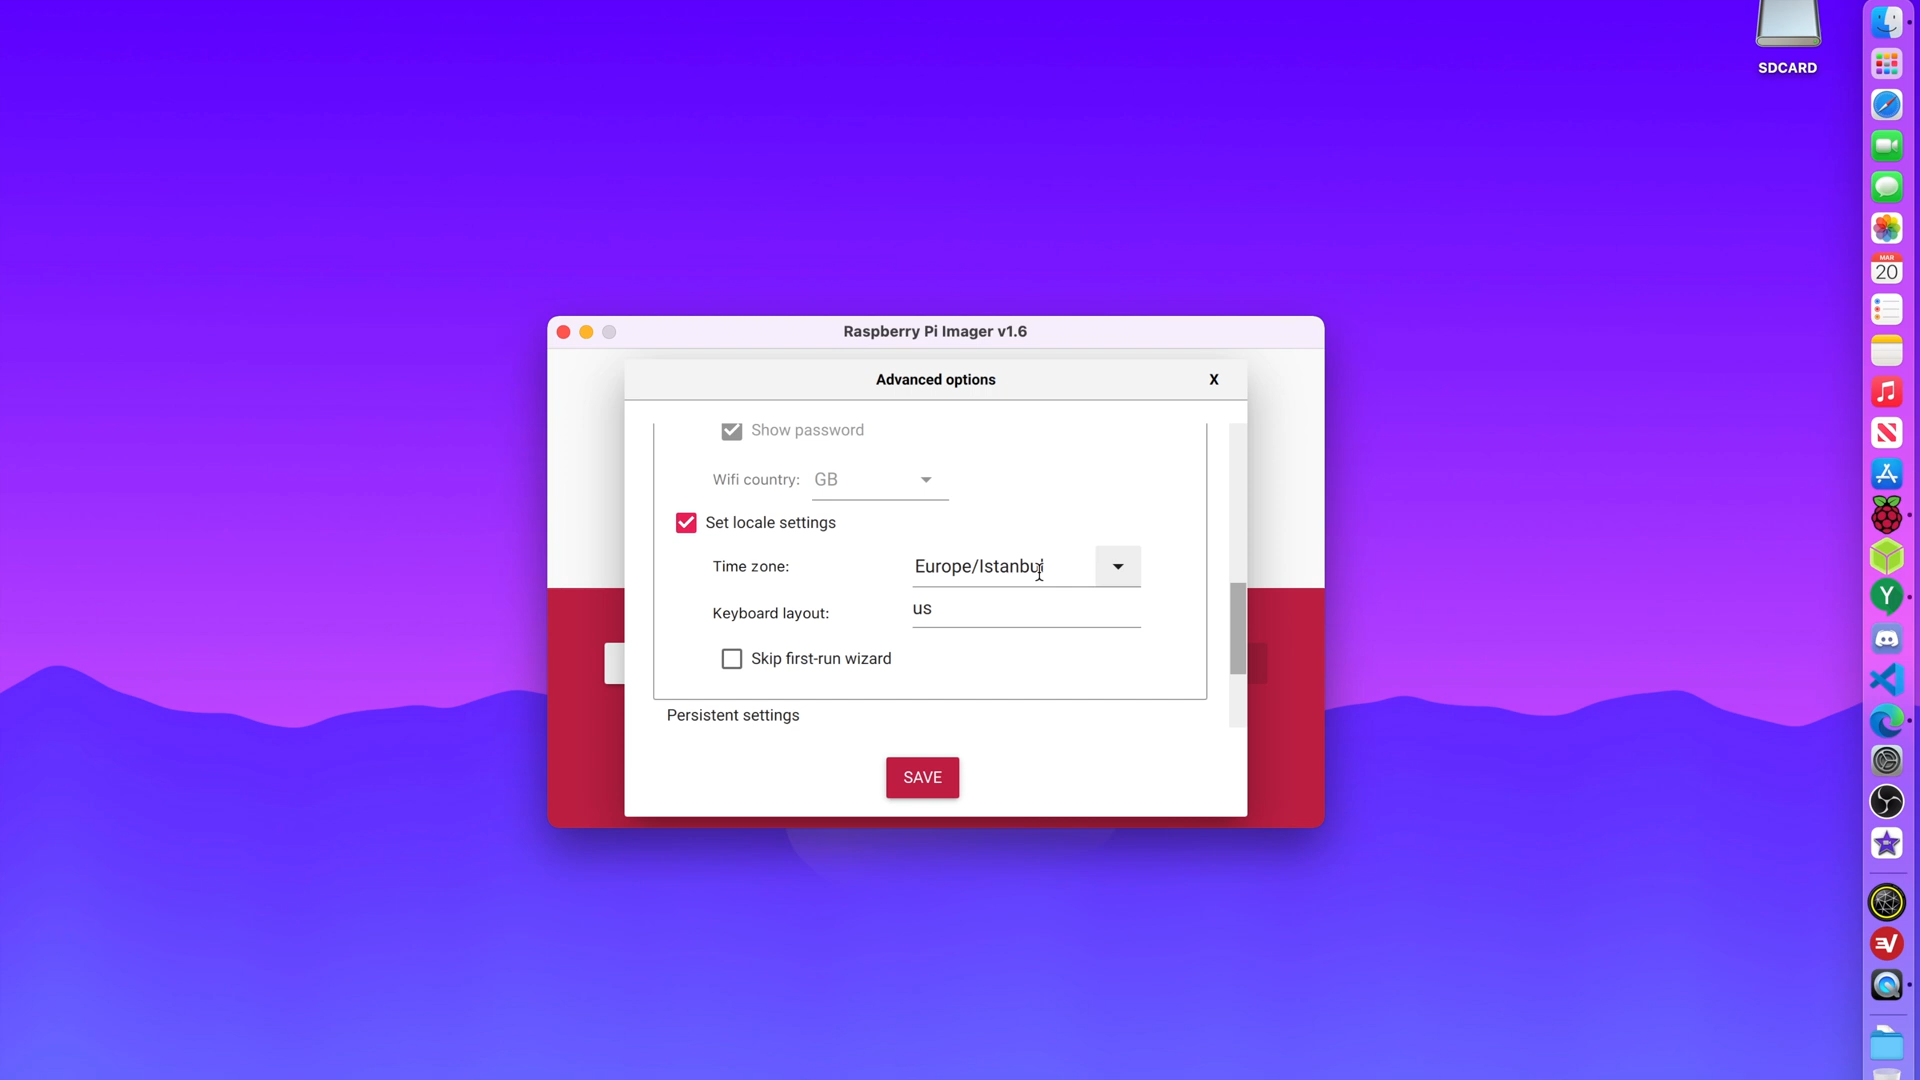 SDCARD
MAR
20
Raspberry Pi Imager v1.6
Advanced options X
Show password
Wifi country: GB
Set locale settings
Time zone: Europe/Istanbul
Keyboard layout: us
Skip first-run wizard
Persistent settings
SAVE